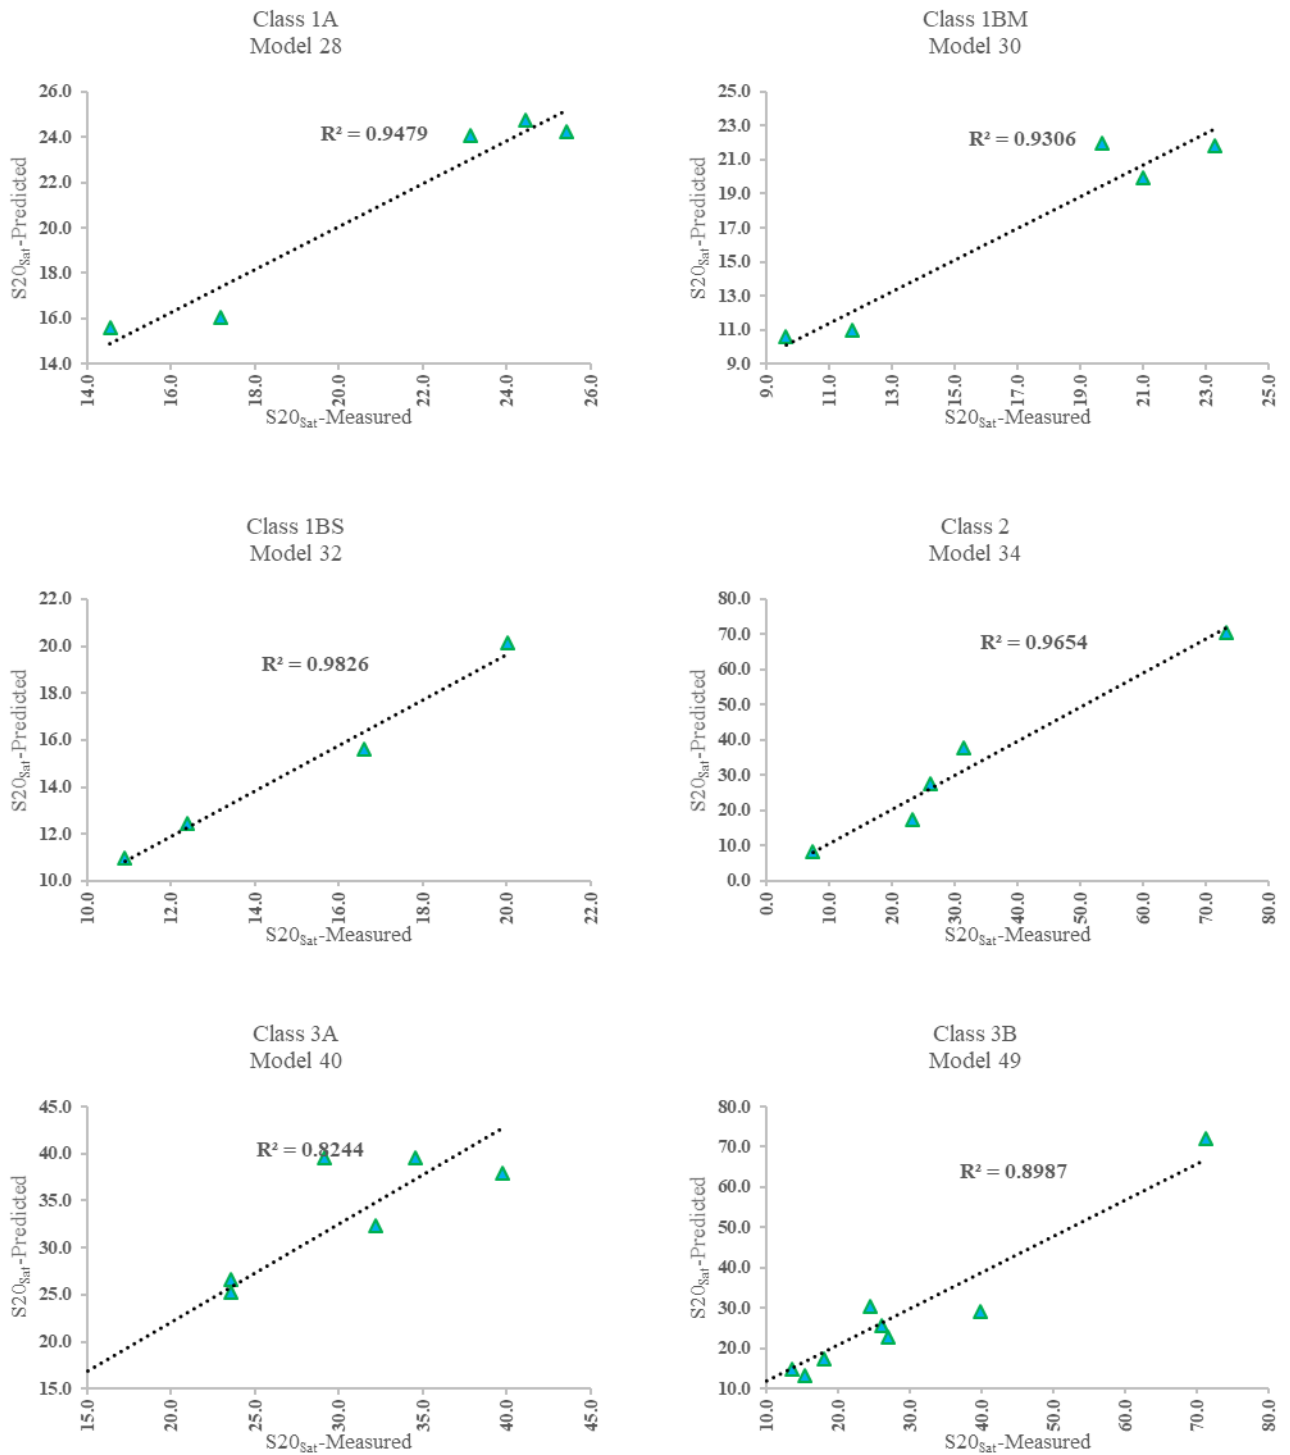 Class 1A
Model 28
26.0
24.0
22.0
20.0
18.0
16.0
14.0
R² = 0.9479
S20Sat-Predicted
14.0 16.0 18.0 20.0 22.0 24.0 26.0
S20Sat-Measured
Class 1BM
Model 30
25.0
23.0
21.0
19.0
17.0
15.0
13.0
11.0
9.0
R² = 0.9306
S20Sat-Predicted
9.0 11.0 13.0 15.0 17.0 19.0 21.0 23.0 25.0
S20Sat-Measured
Class 1BS
Model 32
22.0
20.0
18.0
16.0
14.0
12.0
10.0
R² = 0.9826
S20Sat-Predicted
10.0 12.0 14.0 16.0 18.0 20.0 22.0
S20Sat-Measured
Class 2
Model 34
80.0
70.0
60.0
50.0
40.0
30.0
20.0
10.0
0.0
R² = 0.9654
S20Sat-Predicted
0.0 10.0 20.0 30.0 40.0 50.0 60.0 70.0 80.0
S20Sat-Measured
Class 3A
Model 40
45.0
40.0
35.0
30.0
25.0
20.0
15.0
R² = 0.8244
S20Sat-Predicted
15.0 20.0 25.0 30.0 35.0 40.0 45.0
S20Sat-Measured
Class 3B
Model 49
80.0
70.0
60.0
50.0
40.0
30.0
20.0
10.0
R² = 0.8987
S20Sat-Predicted
10.0 20.0 30.0 40.0 50.0 60.0 70.0 80.0
S20Sat-Measured